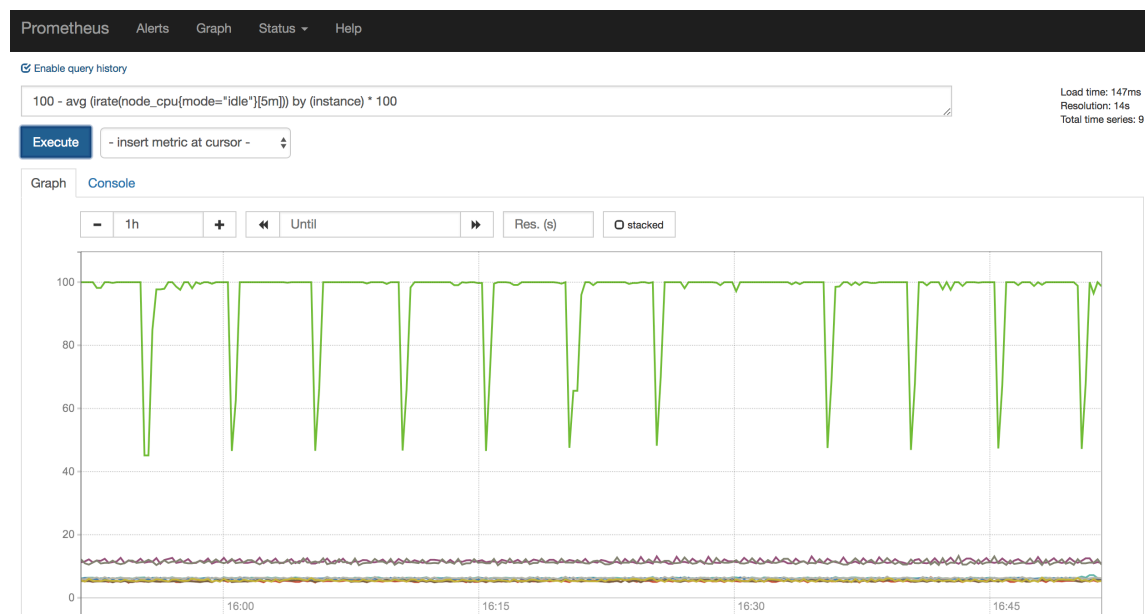 Prometheus Alerts Graph Status Help
Enable query history
100 - avg (irate(node_cpu{mode="idle"}[5m])) by (instance) * 100
Load time: 147ms
Resolution: 14s
Total time series: 9
Execute - insert metric at cursor -
Graph Console
- 1h + Until Res. (s) stacked
100
80
60
40
20
0
16:00 16:15 16:30 16:45